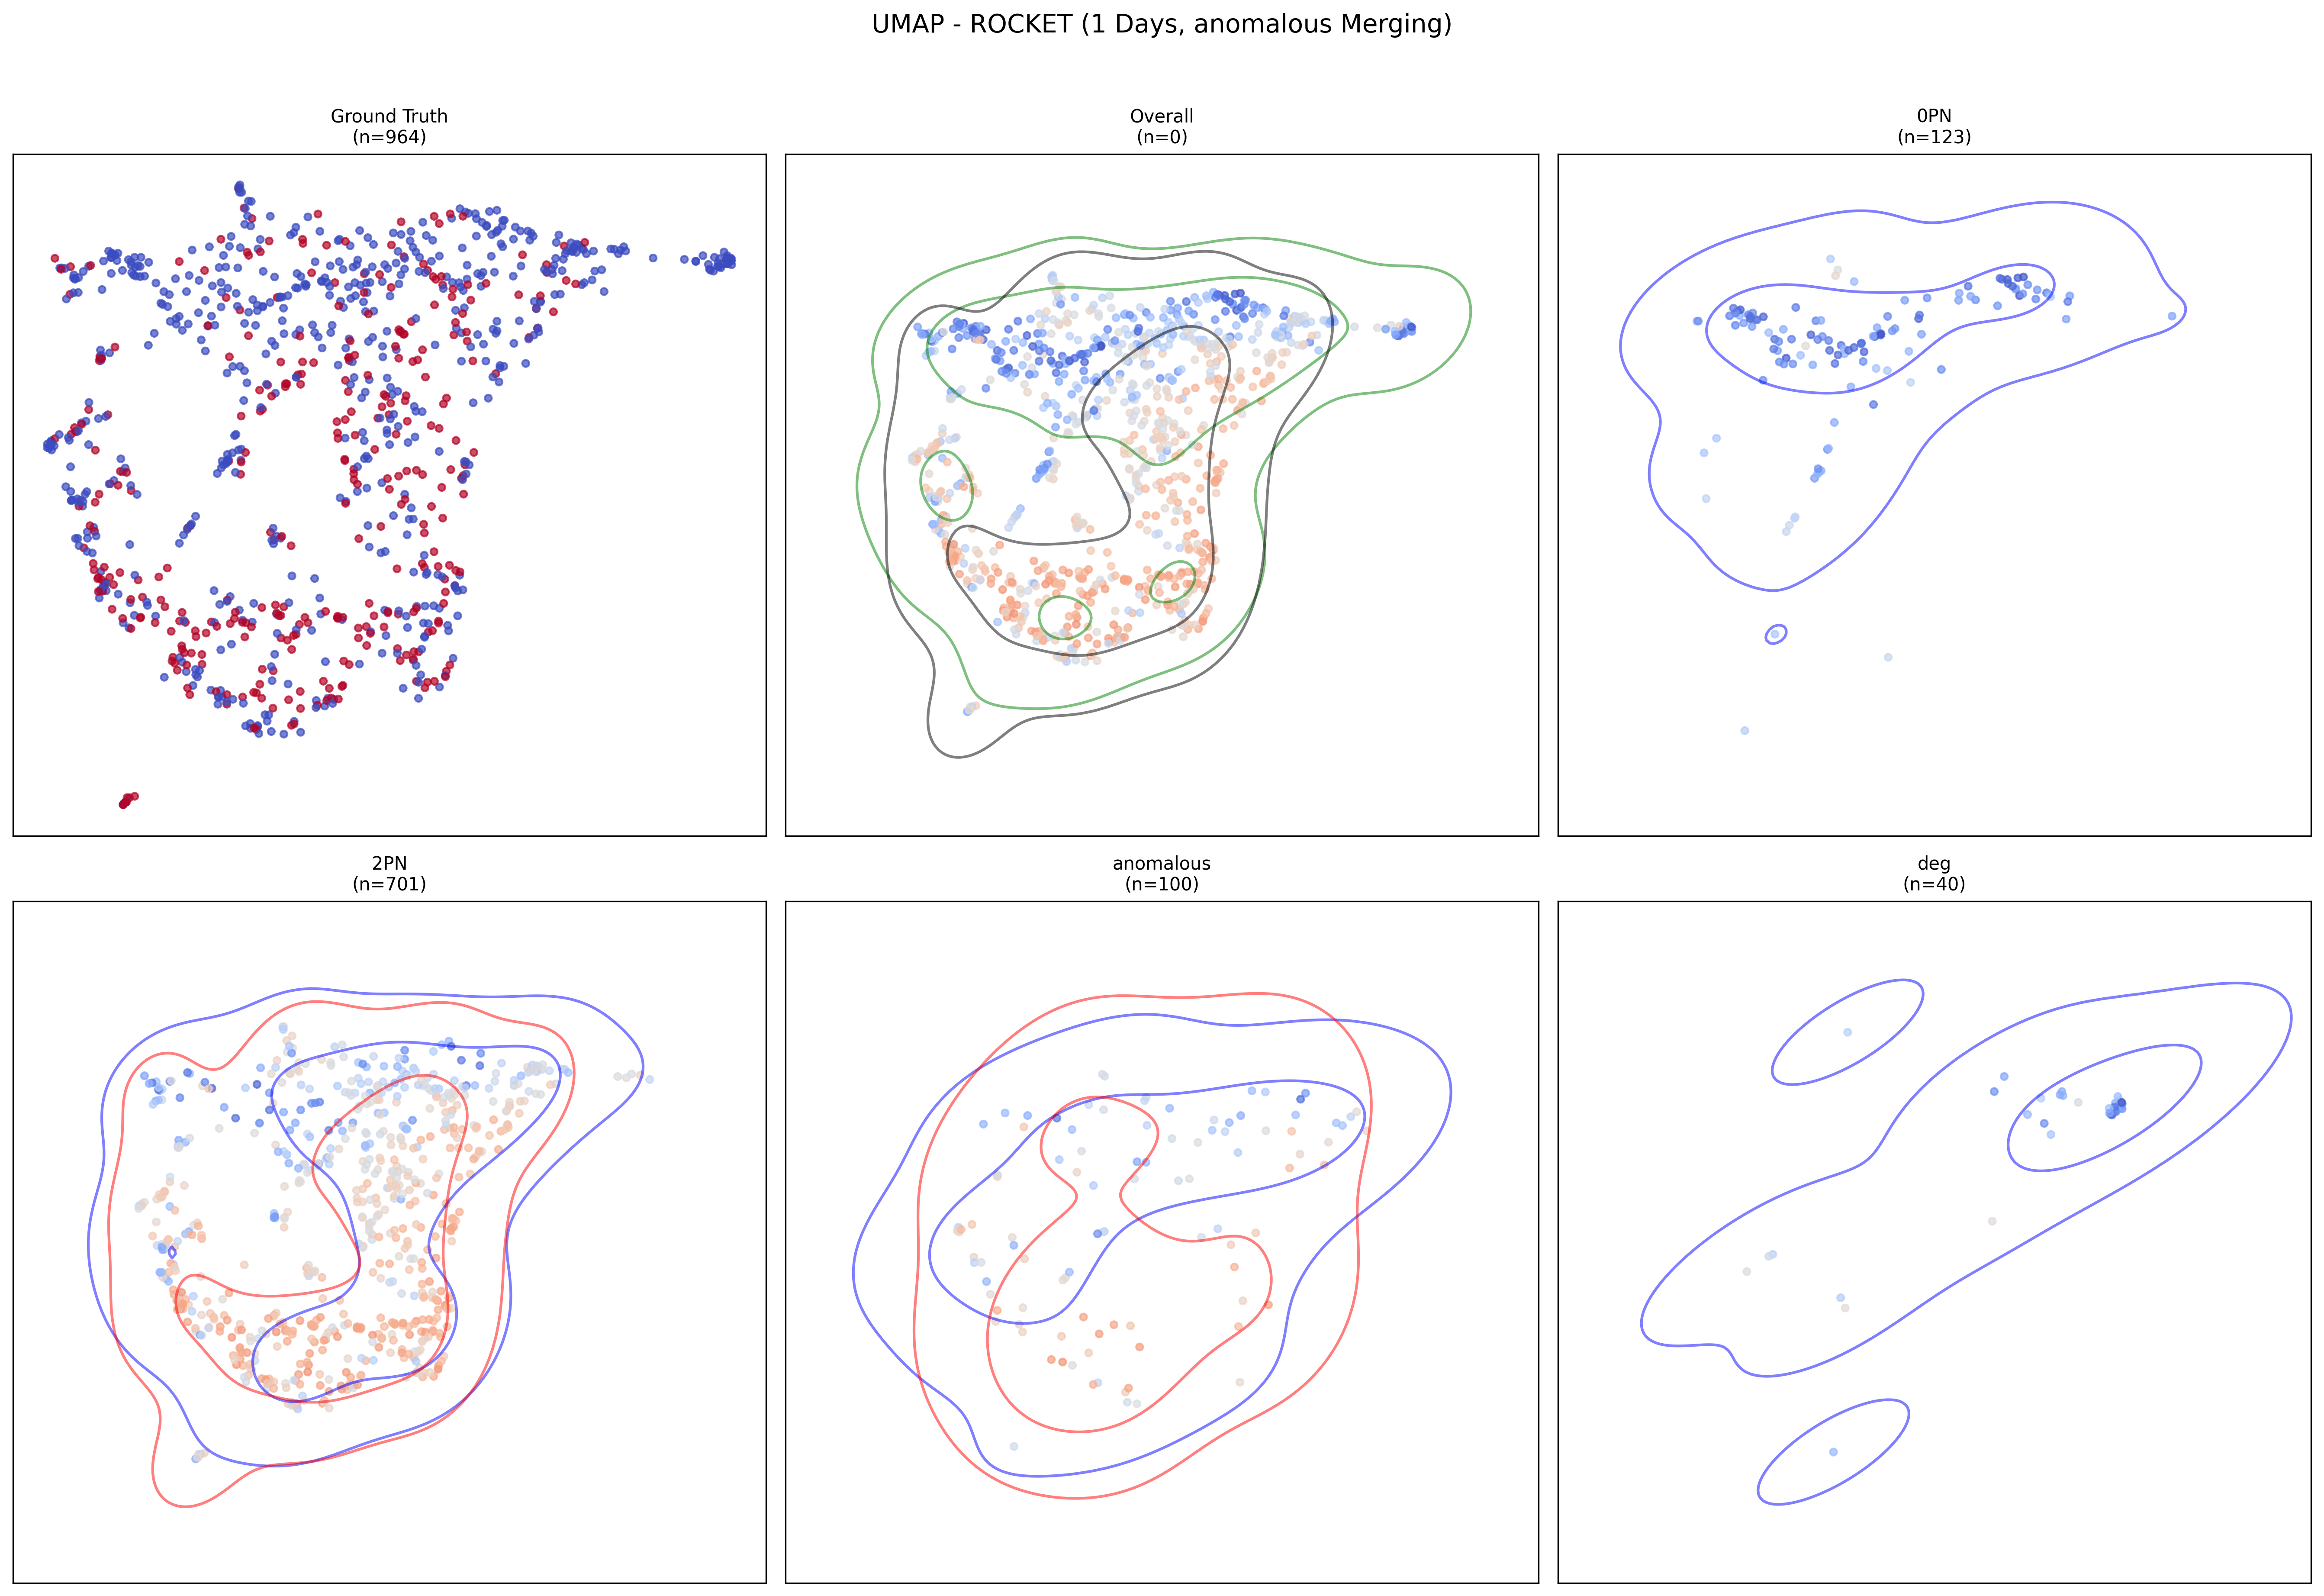 UMAP - ROCKET (1 Days, anomalous Merging)
Ground Truth
(n=964)
Overall
(n=0)
0PN
(n=123)
2PN
(n=701)
anomalous
(n=100)
deg
(n=40)